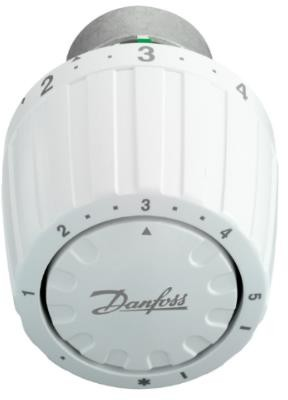 2 · ▴ 3 · · 4
1 2 · · 3 · · 4 5
▲
Danfoss
· * I